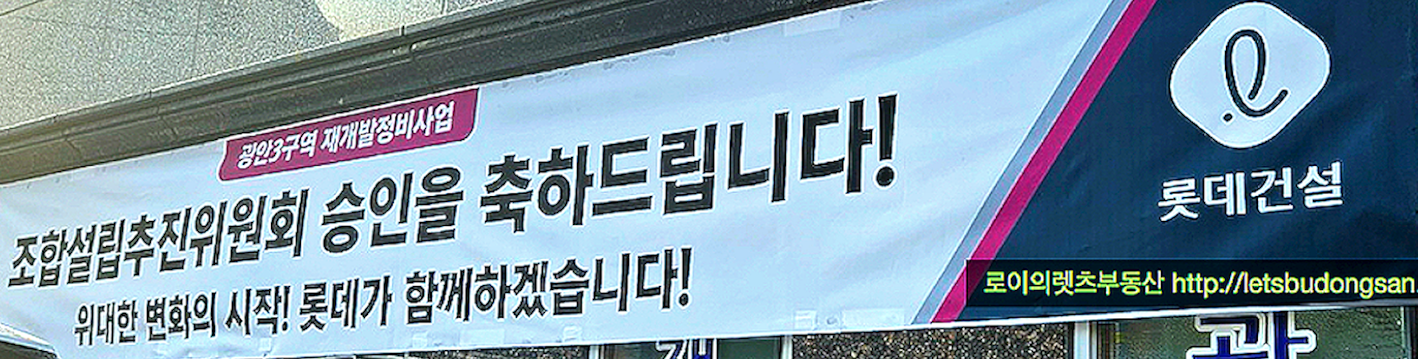 광안3구역 재개발정비사업
조합설립추진위원회 승인을 축하드립니다!
위대한 변화의 시작! 롯데가 함께하겠습니다!
롯데건설
로이의렛츠부동산 http://letsbudongsan.